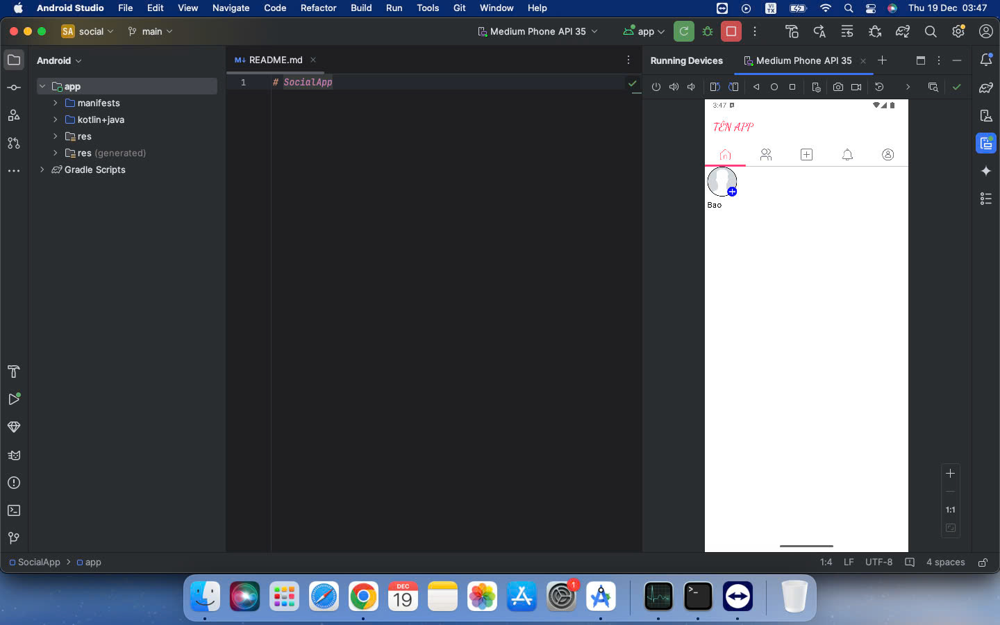 Android Studio File Edit View Navigate Code Refactor Build Run Tools Git Window Help VI TX Thu 19 Dec 03:47
SA social main Medium Phone API 35 app
Android
M↓ README.md
Running Devices Medium Phone API 35
app
1 # SocialApp
manifests
kotlin+java
res
res (generated)
Gradle Scripts
3:47
TÊN APP
Bao
1:1
SocialApp app 1:4 LF UTF-8 4 spaces
DEC
19
1